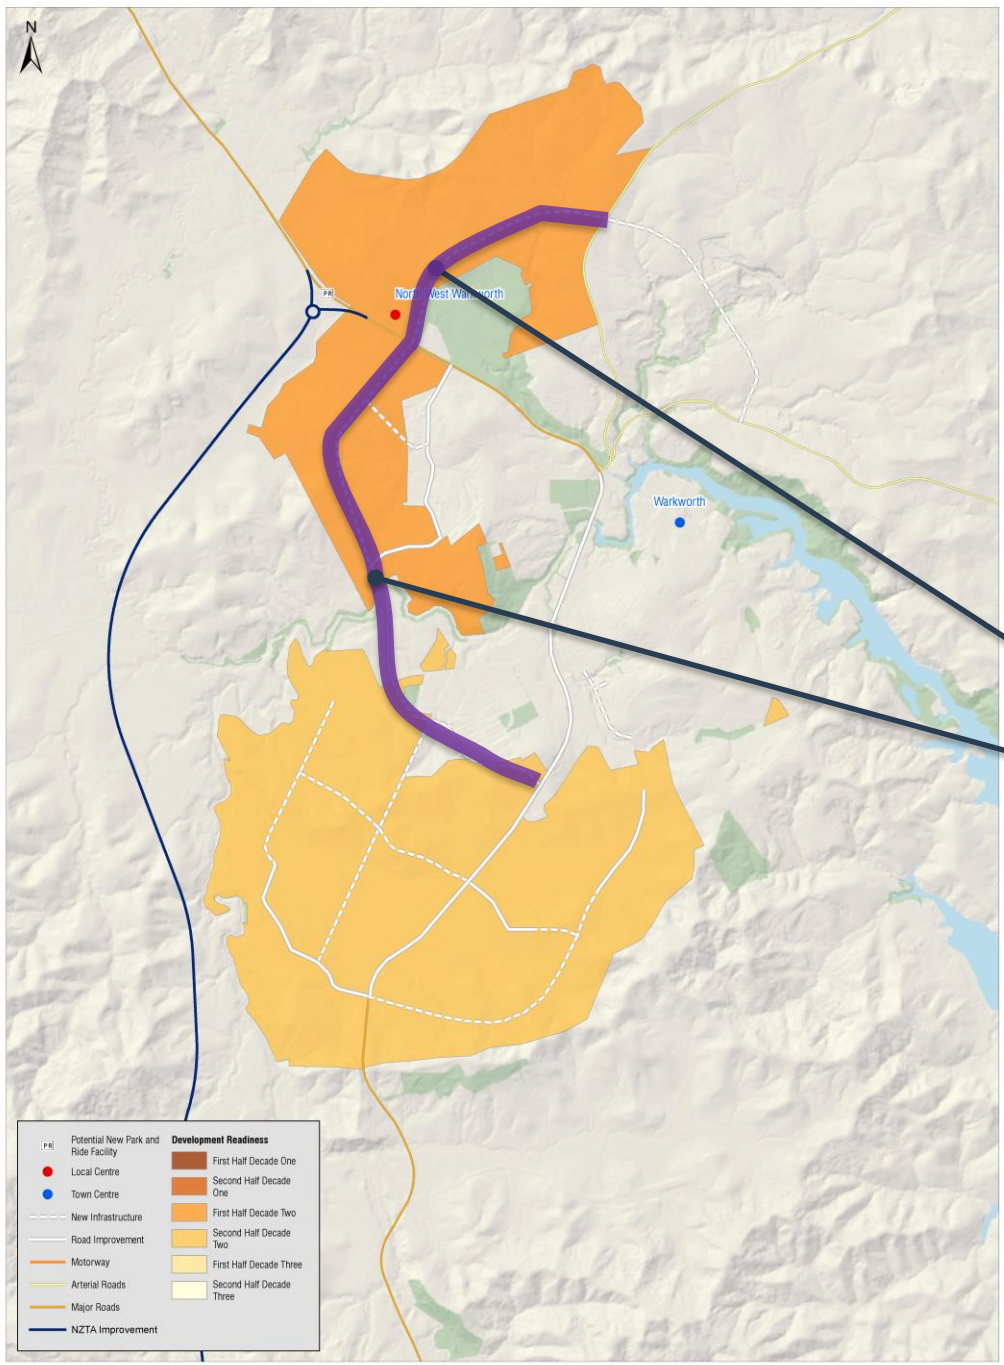 N
PR
North West Warkworth
Warkworth
PR
Potential New Park and
Ride Facility
Local Centre
Town Centre
New Infrastructure
Road Improvement
Motorway
Arterial Roads
Major Roads
NZTA Improvement
Development Readiness
First Half Decade One
Second Half Decade
One
First Half Decade Two
Second Half Decade
Two
First Half Decade Three
Second Half Decade
Three